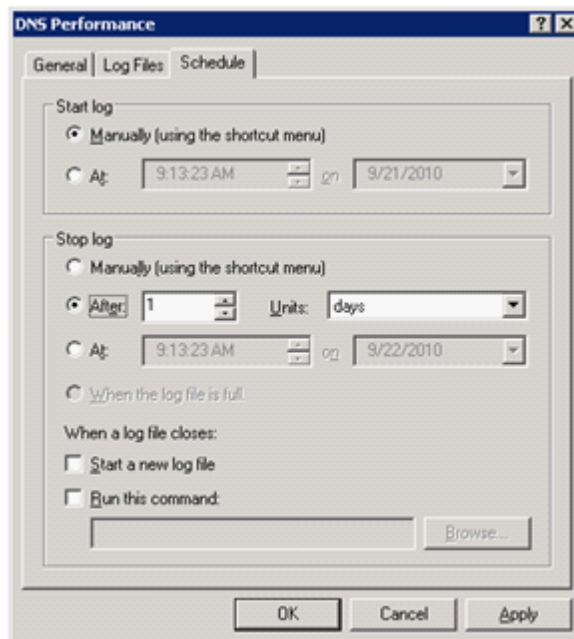 DNS Performance
General Log Files Schedule
Start log
Manually (using the shortcut menu)
At: 9:13:23 AM on 9/21/2010
Stop log
Manually (using the shortcut menu)
After: 1 Units: days
At: 9:13:23 AM on 9/22/2010
When the log file is full.
When a log file closes:
Start a new log file
Run this command:
Browse...
OK Cancel Apply